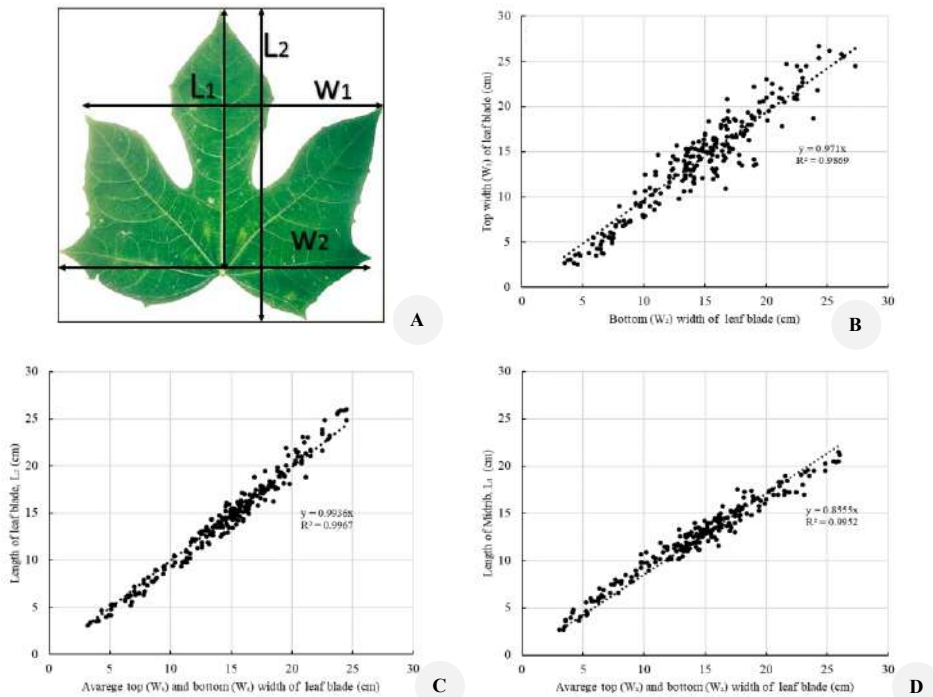 L₁
L₂
W₁
W₂
A
30
25
20
15
10
5
0
0
5
10
15
20
25
30
Top width (W₁) of leaf blade (cm)
y = 0.971x
R² = 0.9869
Bottom (W₂) width of leaf blade (cm)
B
30
25
20
15
10
5
0
0
5
10
15
20
25
30
Length of leaf blade, L₂ (cm)
y = 0.9936x
R² = 0.9967
Avarege top (W₁) and bottom (W₂) width of leaf blade (cm)
C
30
25
20
15
10
5
0
0
5
10
15
20
25
30
Length of Midrib, L₁ (cm)
y = 0.8555x
R² = 0.9952
Avarege top (W₁) and bottom (W₂) width of leaf blade (cm)
D